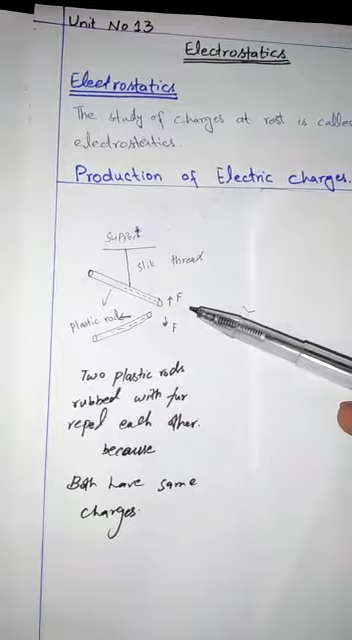 Unit No 13
Electrostatics
Electrostatics
The study of charges at rest is called
electrostatics.
Production of Electric charges.
Support
slik thread
F
Plastic rods
F
Two plastic rods
rubbed with fur
repel each other.
because
Both have same
charges.